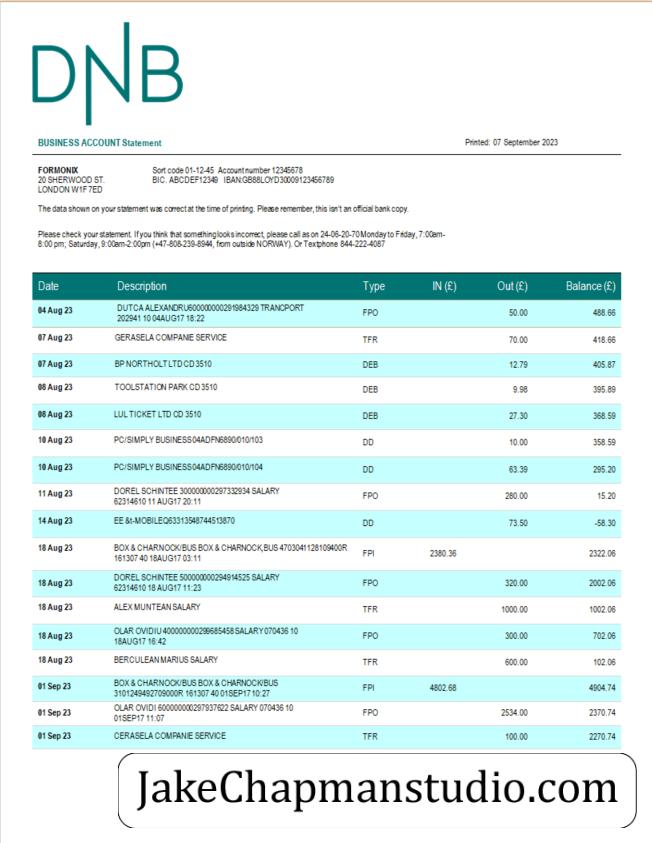 DNB
BUSINESS ACCOUNT Statement Printed: 07 September 2023
FORMONIX Sort code 01-12-45 Account number 12345678
20 SHERWOOD ST. BIC. ABCDEF12349 IBAN:GB88LOYD30009123456789
LONDON W1F 7ED
The data shown on your statement was correct at the time of printing. Please remember, this isn't an official bank copy.
Please check your statement. If you think that something looks incorrect, please call as on 24-06-20-70 Monday to Friday, 7:00am-
8:00 pm; Saturday, 9:00am-2:00pm (+47-808-239-8944, from outside NORWAY). Or Textphone 844-222-4087
Date Description Type IN (£) Out (£) Balance (£)
04 Aug 23 DUTCA ALEXANDRU600000000291984329 TRANCPORT
202941 10 04AUG17 18:22 FPO 50.00 488.66
07 Aug 23 GERASELA COMPANIE SERVICE TFR 70.00 418.66
07 Aug 23 BP NORTHOLT LTD CD 3510 DEB 12.79 405.87
08 Aug 23 TOOLSTATION PARK CD 3510 DEB 9.98 395.89
08 Aug 23 LUL TICKET LTD CD 3510 DEB 27.30 368.59
10 Aug 23 PC/SIMPLY BUSINESS04ADFN6890/010/103 DD 10.00 358.59
10 Aug 23 PC/SIMPLY BUSINESS04ADFN6890/010/104 DD 63.39 295.20
11 Aug 23 DOREL SCHINTEE 300000000297332934 SALARY
62314610 11 AUG17 20:11 FPO 280.00 15.20
14 Aug 23 EE &t-MOBILEQ63313548744513870 DD 73.50 -58.30
18 Aug 23 BOX & CHARNOCK/BUS BOX & CHARNOCK,BUS 4703041128109400R
161307 40 18AUG17 03:11 FPI 2380.36 2322.06
18 Aug 23 DOREL SCHINTEE 500000000294914525 SALARY
62314610 18 AUG17 11:23 FPO 320.00 2002.06
18 Aug 23 ALEX MUNTEAN SALARY TFR 1000.00 1002.06
18 Aug 23 OLAR OVIDIU 400000000299685458 SALARY 070436 10
18AUG17 16:42 FPO 300.00 702.06
18 Aug 23 BERCULEAN MARIUS SALARY TFR 600.00 102.06
01 Sep 23 BOX & CHARNOCK/BUS BOX & CHARNOCK/BUS
3101249492709000R 161307 40 01SEP17 10:27 FPI 4802.68 4904.74
01 Sep 23 OLAR OVIDI 600000000297937622 SALARY 070436 10
01SEP17 11:07 FPO 2534.00 2370.74
01 Sep 23 CERASELA COMPANIE SERVICE TFR 100.00 2270.74
JakeChapmanstudio.com